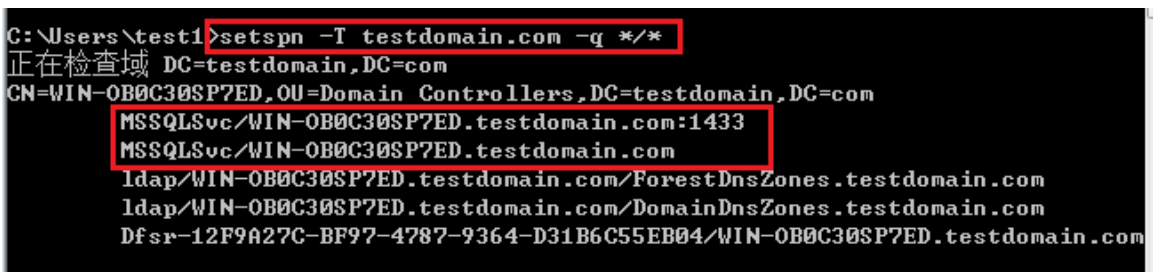 C:\Users\test1>setspn -T testdomain.com -q */*
正在检查域 DC=testdomain,DC=com
CN=WIN-OB0C30SP7ED,OU=Domain Controllers,DC=testdomain,DC=com
MSSQLSvc/WIN-OB0C30SP7ED.testdomain.com:1433
MSSQLSvc/WIN-OB0C30SP7ED.testdomain.com
ldap/WIN-OB0C30SP7ED.testdomain.com/ForestDnsZones.testdomain.com
ldap/WIN-OB0C30SP7ED.testdomain.com/DomainDnsZones.testdomain.com
Dfsr-12F9A27C-BF97-4787-9364-D31B6C55EB04/WIN-OB0C30SP7ED.testdomain.com